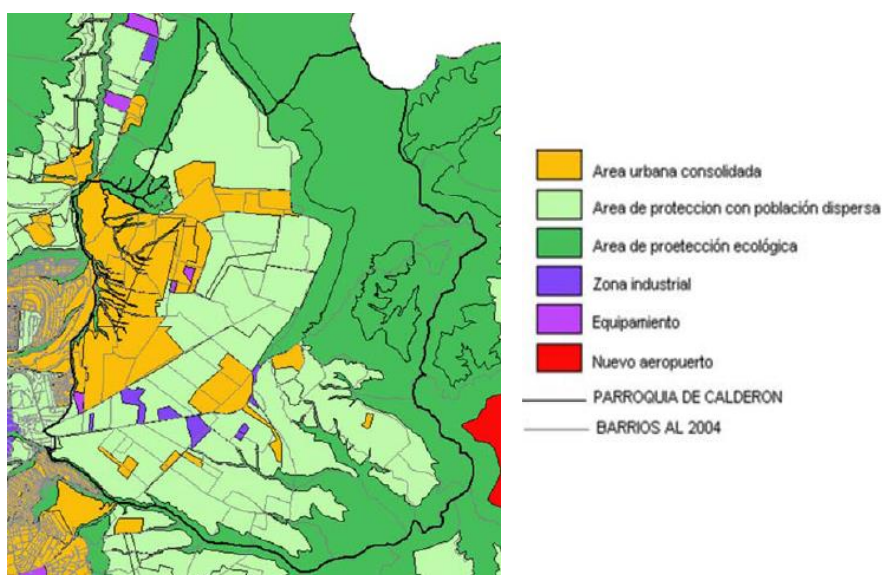 Area urbana consolidada
Area de proteccion con población dispersa
Area de proetección ecológica
Zona industrial
Equipamiento
Nuevo aeropuerto
PARROQUIA DE CALDERON
BARRIOS AL 2004